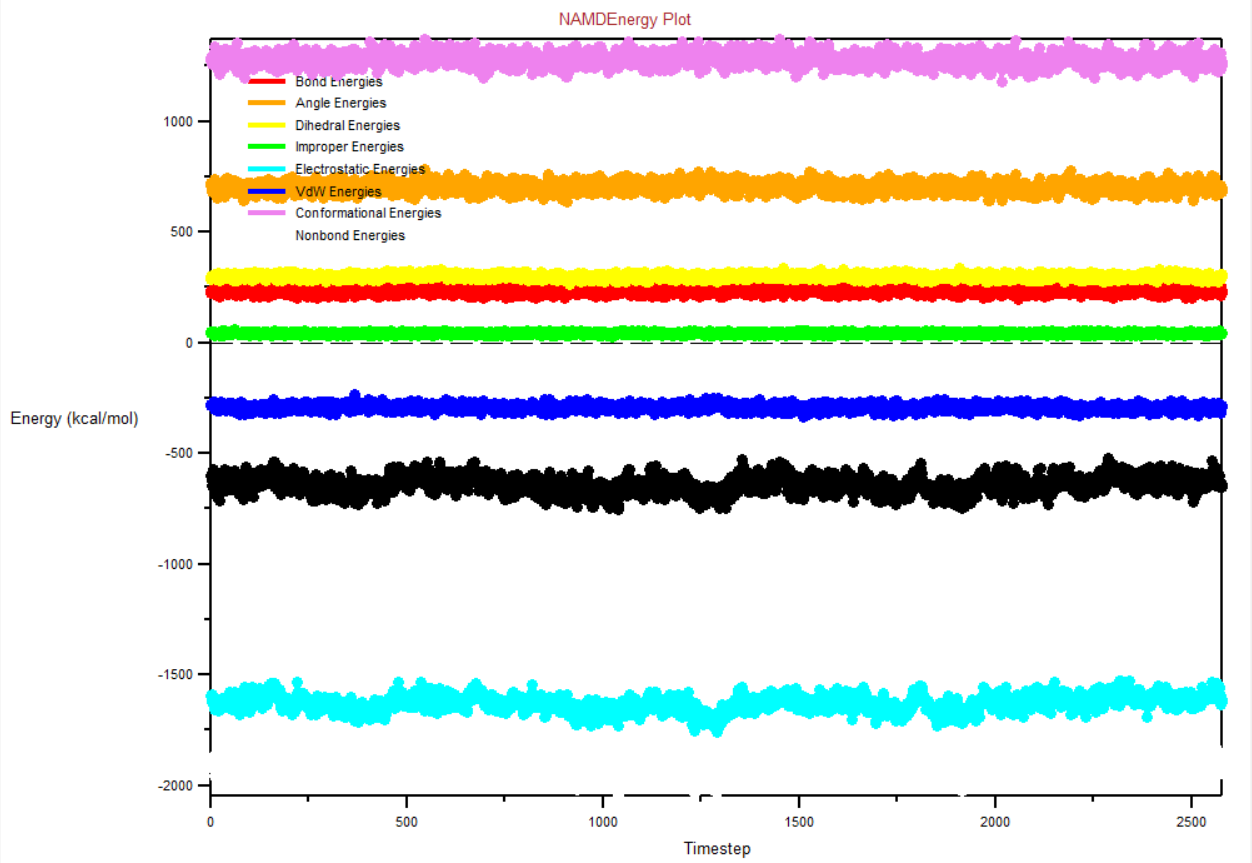 NAMDEnergy Plot
Bond Energies
Angle Energies
Dihedral Energies
Improper Energies
Electrostatic Energies
VdW Energies
Conformational Energies
Nonbond Energies
1000
500
0
-500
-1000
-1500
-2000
Energy (kcal/mol)
0 500 1000 1500 2000 2500
Timestep